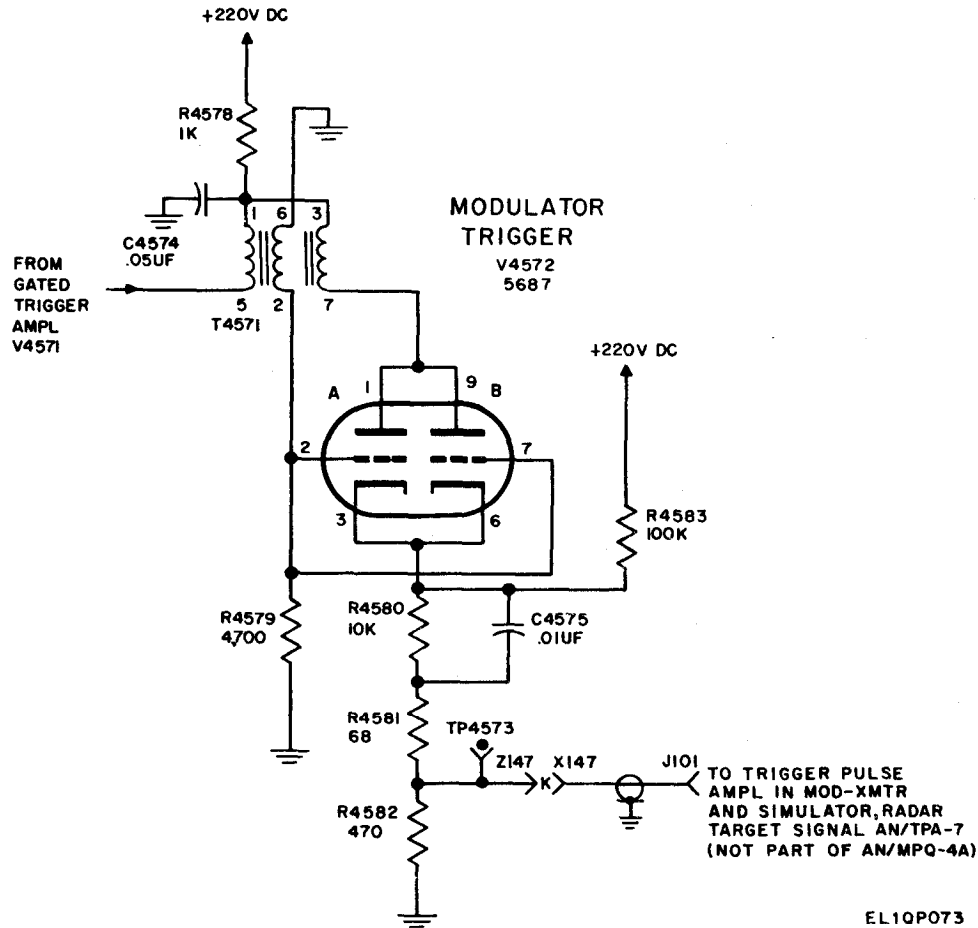 +220V DC
R4578
1K
1 6 3
C4574
.05UF
MODULATOR
TRIGGER
V4572
5687
FROM
GATED
TRIGGER
AMPL
V4571
5 2 7
T4571
+220V DC
A 1 9 B
2 7
3 6
R4583
100K
R4579
4,700
R4580
10K
C4575
.01UF
R4581
68
TP4573
Z147 K X147 J101
TO TRIGGER PULSE
AMPL IN MOD-XMTR
AND SIMULATOR, RADAR
TARGET SIGNAL AN/TPA-7
(NOT PART OF AN/MPQ-4A)
R4582
470
EL1QP073